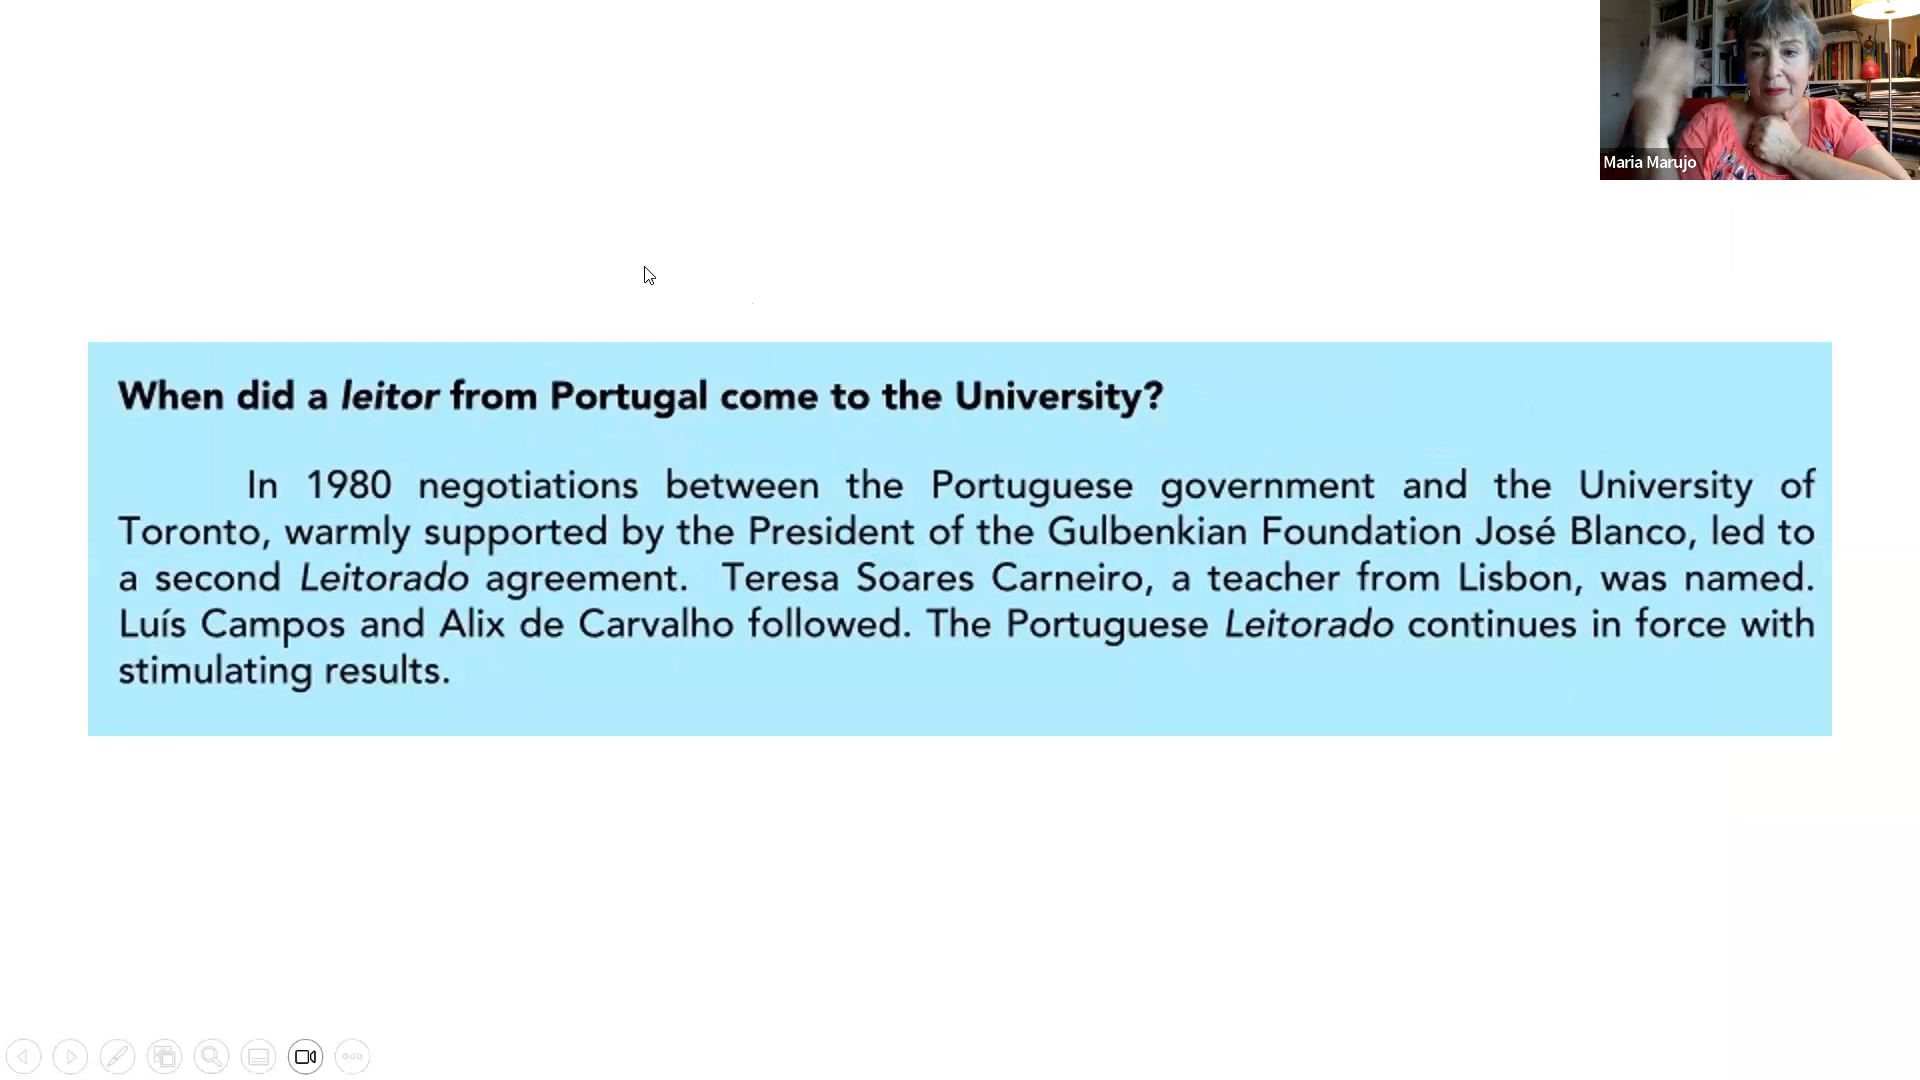 Maria Marujo
When did a leitor from Portugal come to the University?
In 1980 negotiations between the Portuguese government and the University of
Toronto, warmly supported by the President of the Gulbenkian Foundation José Blanco, led to
a second Leitorado agreement. Teresa Soares Carneiro, a teacher from Lisbon, was named.
Luís Campos and Alix de Carvalho followed. The Portuguese Leitorado continues in force with
stimulating results.